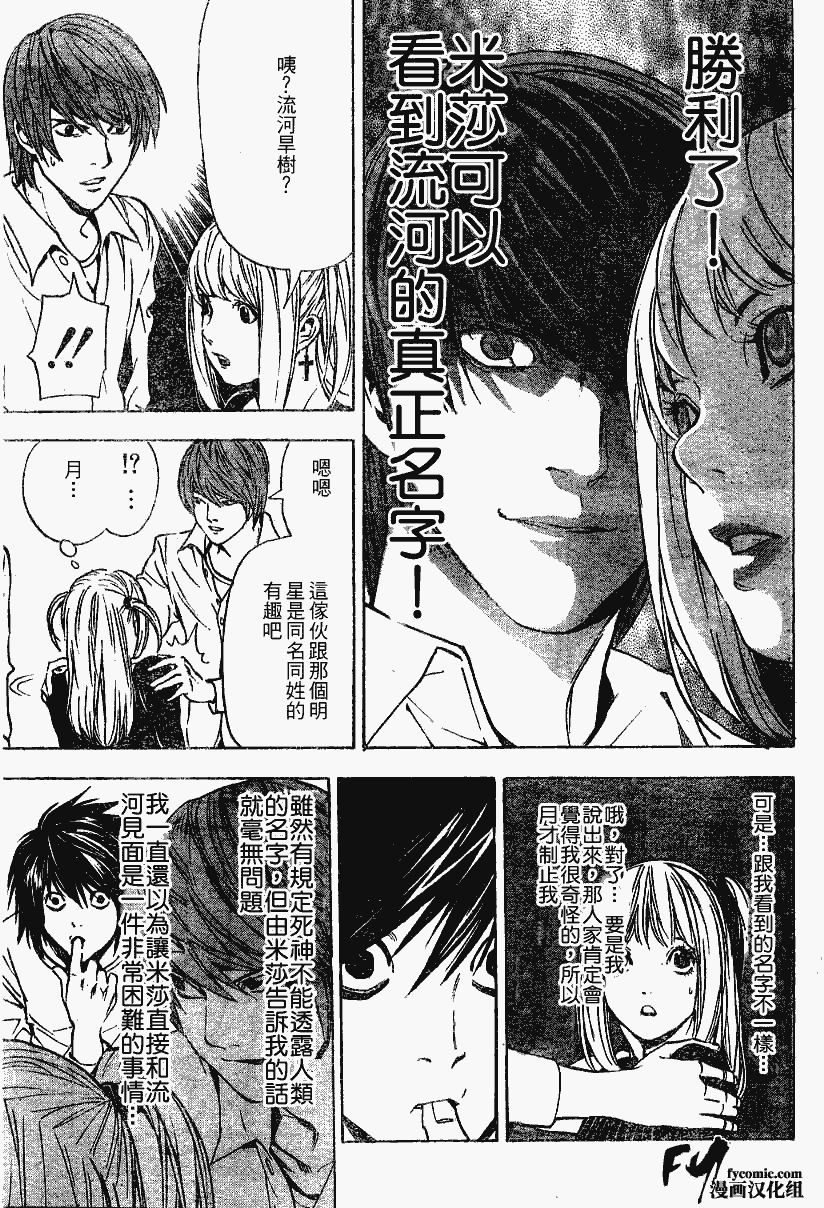 勝利了！
米莎可以
看到流河的真正名字！
咦？流河旱樹？
!!
嗯嗯
這傢伙跟那個明
星是同名同姓的
有趣吧
!?
…
月…
可是…跟我看到的名字不一樣…
哦，對了… 要是我
說出來，那人家肯定會
覺得我很奇怪的，所以
月才制止我
雖然有規定死神不能透露人類
的名字，但由米莎告訴我的話
就毫無問題
我一直還以為讓米莎直接和流
河見面是一件非常困難的事情…
FY
fycomic.com
漫画汉化组